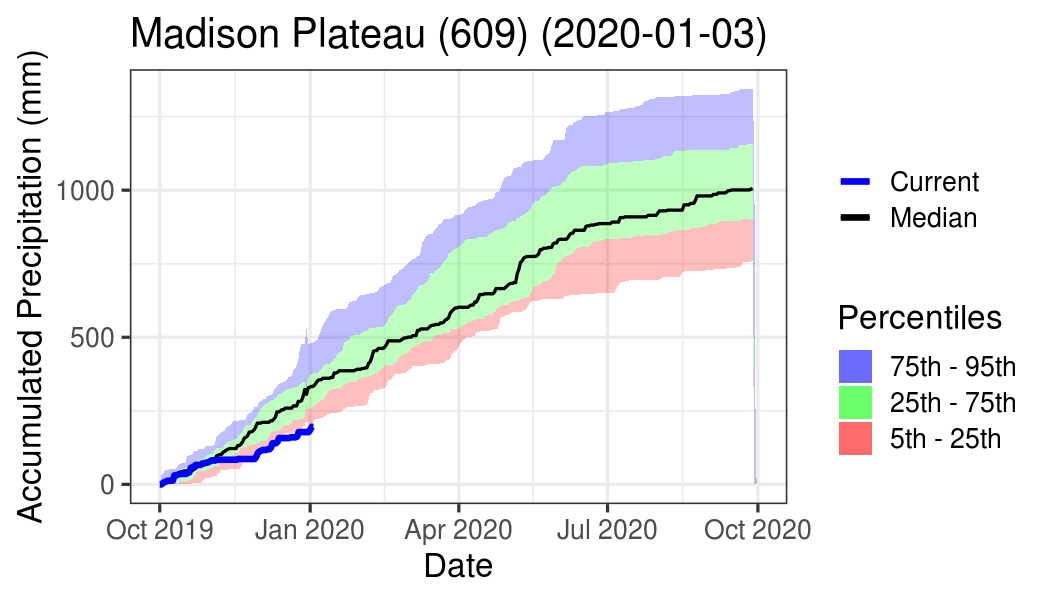 Madison Plateau (609) (2020-01-03)
Accumulated Precipitation (mm)
1000
500
0
Oct 2019
Jan 2020
Apr 2020
Jul 2020
Oct 2020
Date
Current
Median
Percentiles
75th - 95th
25th - 75th
5th - 25th